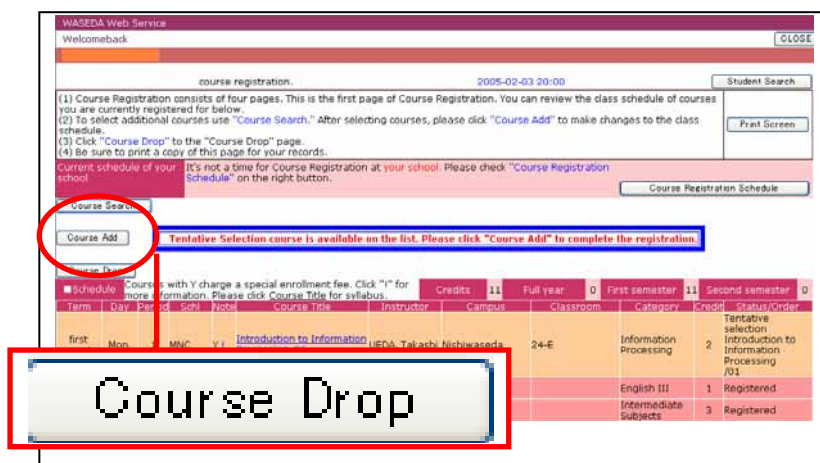 WASEDA Web Service
Welcomeback
CLOSE
course registration.
2005-02-03 20:00
Student Search
(1) Course Registration consists of four pages. This is the first page of Course Registration. You can review the class schedule of courses
you are currently registered for below.
(2) To select additional courses use "Course Search." After selecting courses, please click "Course Add" to make changes to the class
schedule.
(3) Click "Course Drop" to the "Course Drop" page.
(4) Be sure to print a copy of this page for your records.
Print Screen
Current schedule of your
school
It's not a time for Course Registration at your school. Please check "Course Registration
Schedule" on the right button.
Course Registration Schedule
Course Search
Course Add
Tentative Selection course is available on the list. Please click "Course Add" to complete the registration.
Course Drop
■Schedule
Courses with Y charge a special enrollment fee. Click "I" for
more information. Please click Course Title for syllabus.
Credits 11 Full year 0 First semester 11 Second semester 0
Term Day Period Schl Note Course Title Instructor Campus Classroom Category Credit Status/Order
first
Mon.
MNC
Y I
Introduction to Information
UEDA, Takashi
Nishiwaseda
24-E
Information
Processing
2
Tentative
selection
Introduction to
Information
Processing
/01
English III 1 Registered
Intermediate
Subjects
3 Registered
Course Drop